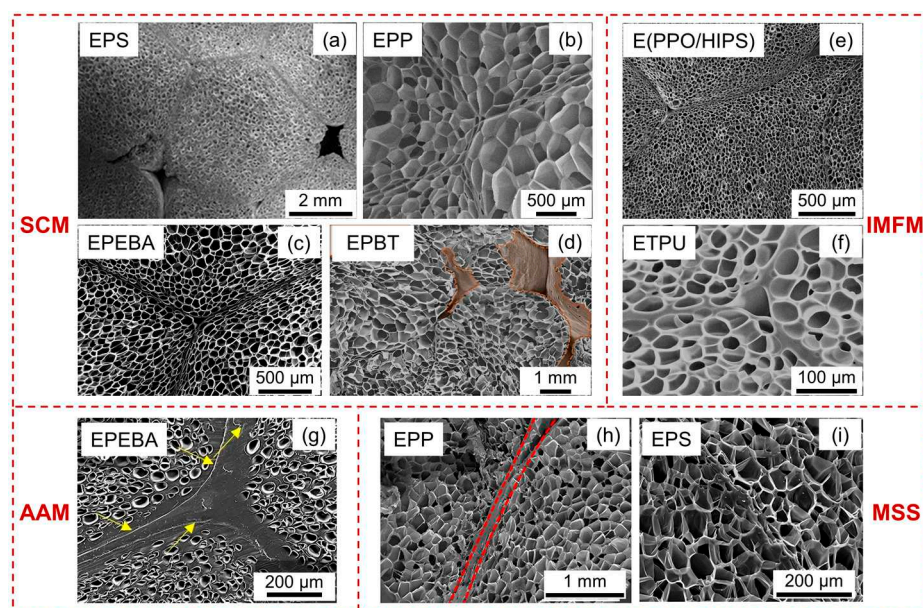 EPS (a)
2 mm
EPP (b)
500 µm
E(PPO/HIPS) (e)
500 µm
SCM
IMFM
EPEBA (c)
500 µm
EPBT (d)
1 mm
ETPU (f)
100 µm
EPEBA (g)
200 µm
AAM
EPP (h)
1 mm
EPS (i)
200 µm
MSS